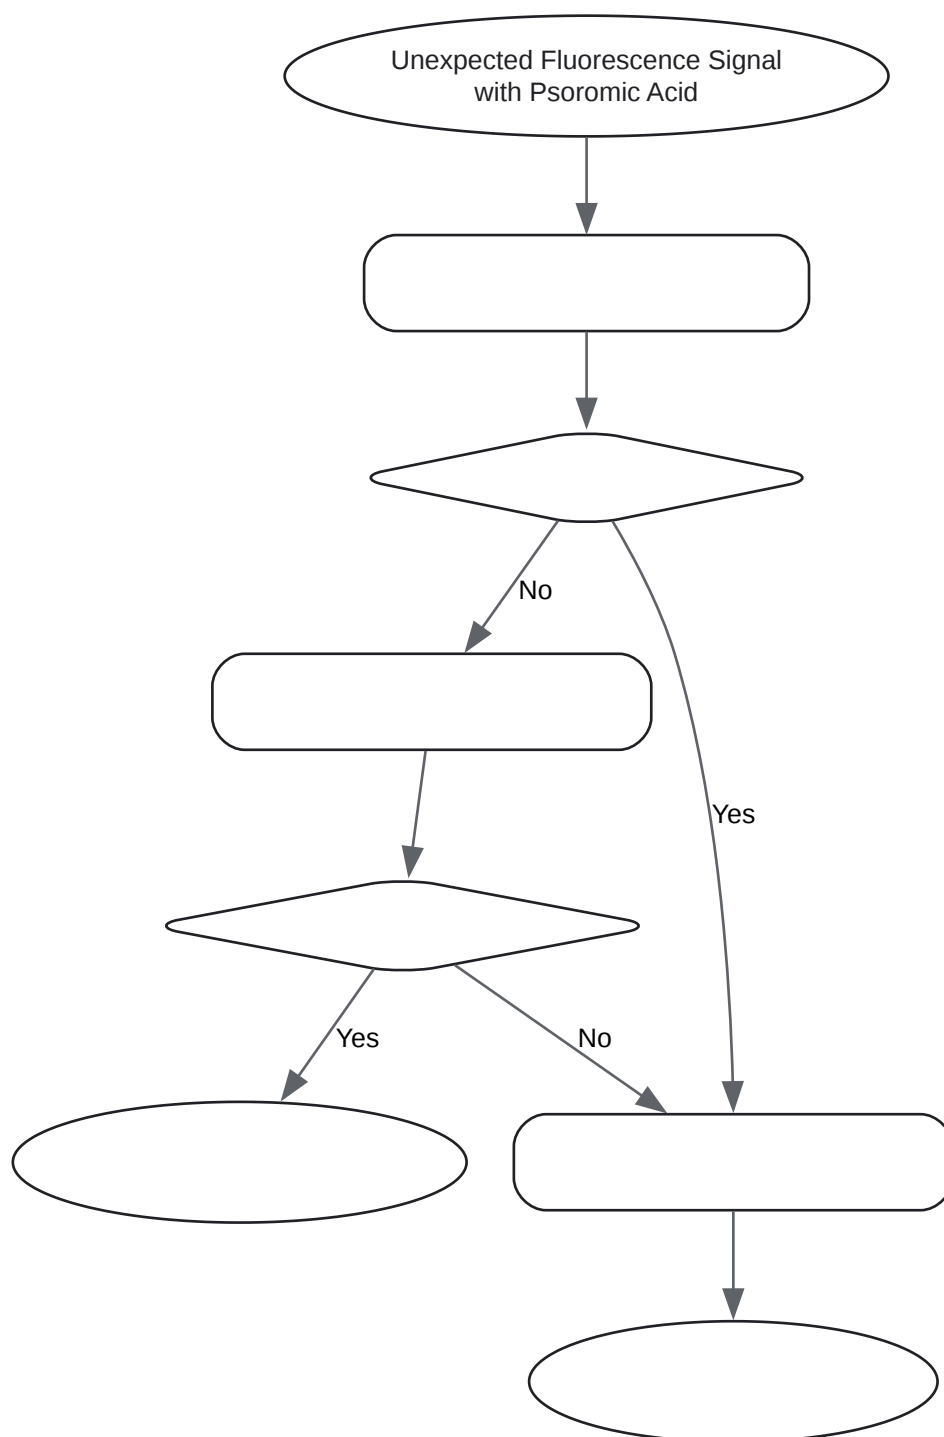 Unexpected Fluorescence Signal
with Psoromic Acid
No
Yes
Yes
No